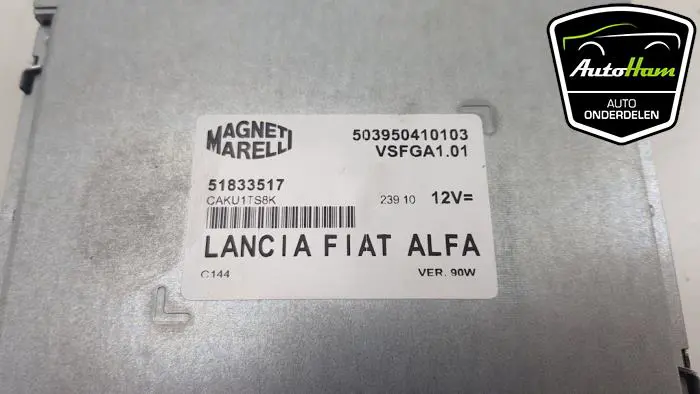 AutoHam
AUTO
ONDERDELEN
MAGNETI
MARELLI
503950410103
VSFGA1.01
51833517
CAKU1TS8K
239 10 12V=
LANCIA FIAT ALFA
C144
VER. 90W